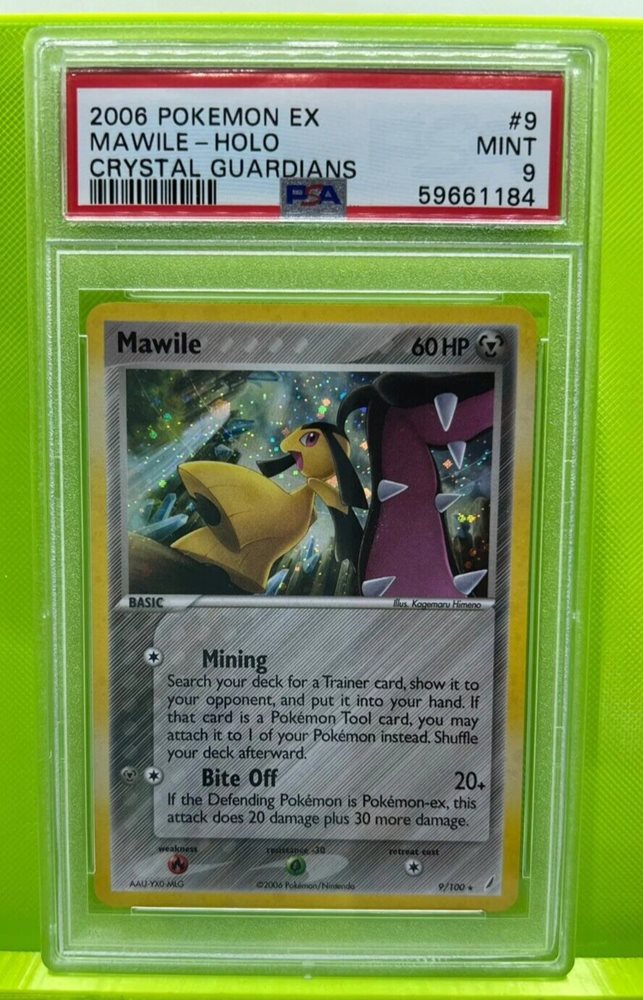 2006 POKEMON EX #9
MAWILE - HOLO MINT
CRYSTAL GUARDIANS 9
PSA 59661184
Mawile 60 HP
BASIC Illus. Kagemaru Himeno
Mining
Search your deck for a Trainer card, show it to
your opponent, and put it into your hand. If
that card is a Pokémon Tool card, you may
attach it to 1 of your Pokémon instead. Shuffle
your deck afterward.
Bite Off 20+
If the Defending Pokémon is Pokémon-ex, this
attack does 20 damage plus 30 more damage.
weakness resistance -30 retreat cost
AAU-YX0-MLG ©2006 Pokémon/Nintendo 9/100 ★